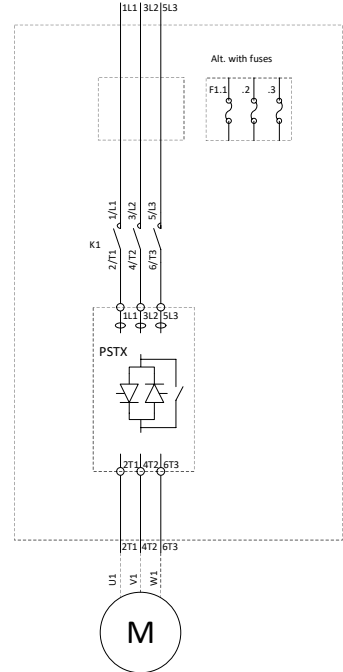 1L1 3L2 5L3
Alt. with fuses
F1.1 .2 .3
1/L1 3/L2 5/L3
K1
2/T1 4/T2 6/T3
1L1 3L2 5L3
PSTX
2T1 4T2 6T3
2T1 4T2 6T3
U1 V1 W1
M